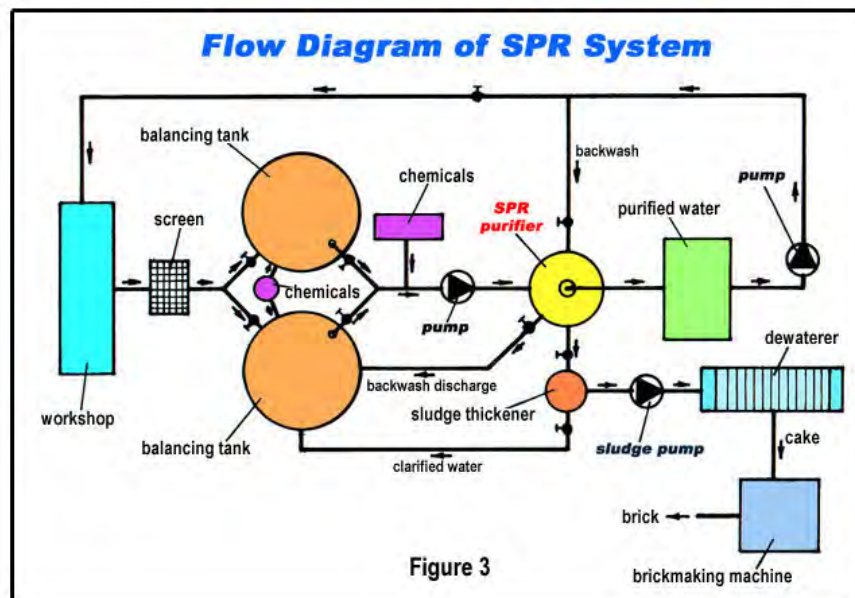 Flow Diagram of SPR System
balancing tank
chemicals
backwash
pump
screen
SPR
purifier
purified water
chemicals
pump
dewaterer
backwash discharge
workshop
sludge thickener
balancing tank
sludge pump
cake
clarified water
brick
Figure 3
brickmaking machine